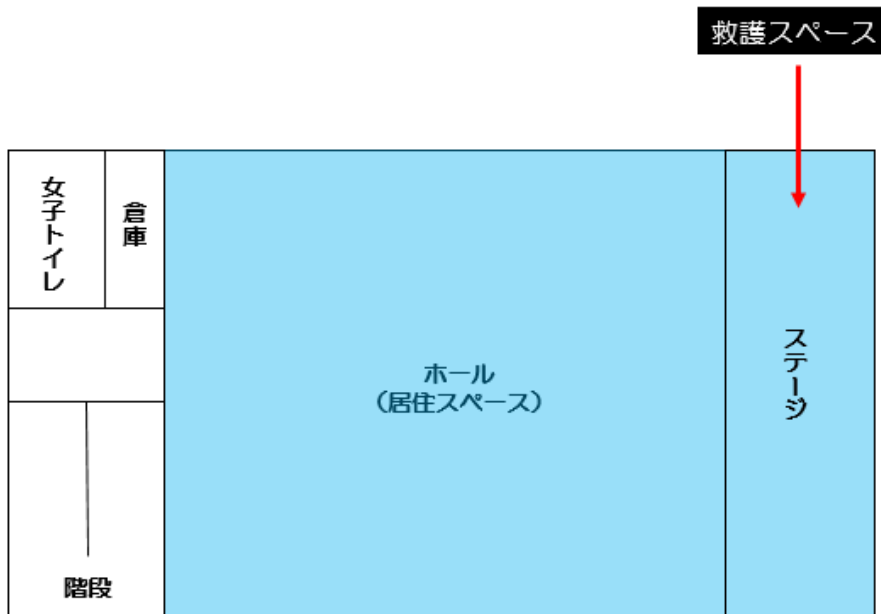 救護スペース
女子トイレ
倉庫
ホール
（居住スペース）
ステージ
階段